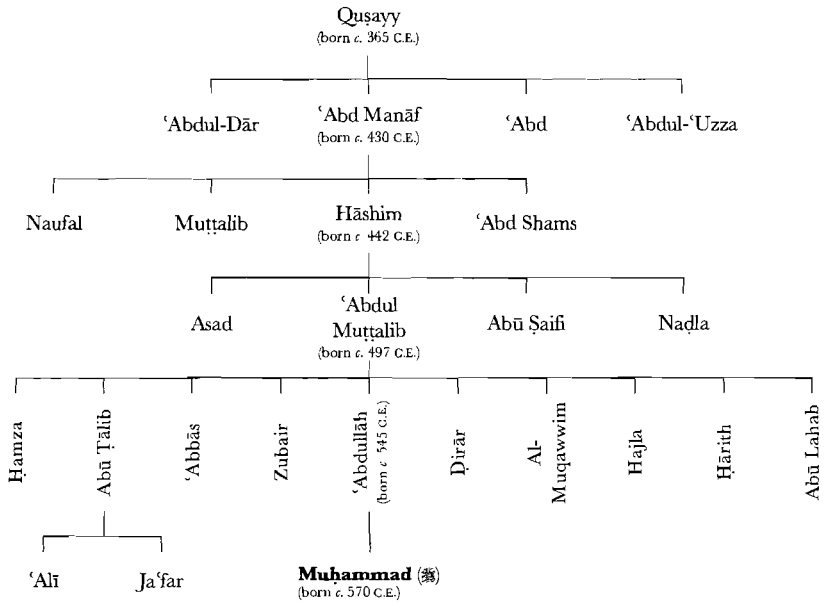 Quṣayy
(born c. 365 C.E.)
ʿAbdul-Dār
ʿAbd Manāf
(born c. 430 C.E.)
ʿAbd
ʿAbdul-ʿUzza
Naufal
Muṭṭalib
Hāshim
(born c 442 C.E.)
ʿAbd Shams
Asad
ʿAbdul
Muṭṭalib
(born c. 497 C.E.)
Abū Ṣaifi
Naḍla
Ḥamza
Abū Ṭālib
ʿAbbās
Zubair
ʿAbdullāh
(born c 545 C.E.)
Ḍirār
Al-
Muqawwim
Hajla
Ḥārith
Abū Lahab
ʿAlī
Jaʿfar
Muḥammad (ﷺ)
(born c. 570 C.E.)